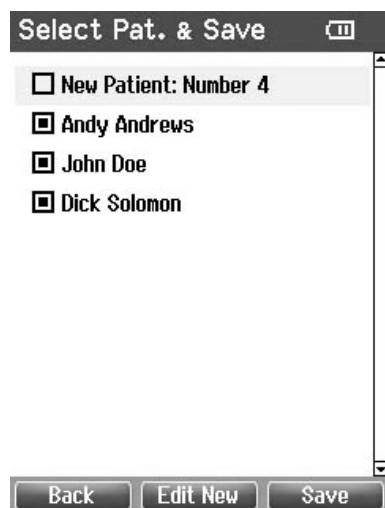 Select Pat. & Save
New Patient: Number 4
Andy Andrews
John Doe
Dick Solomon
Back Edit New Save